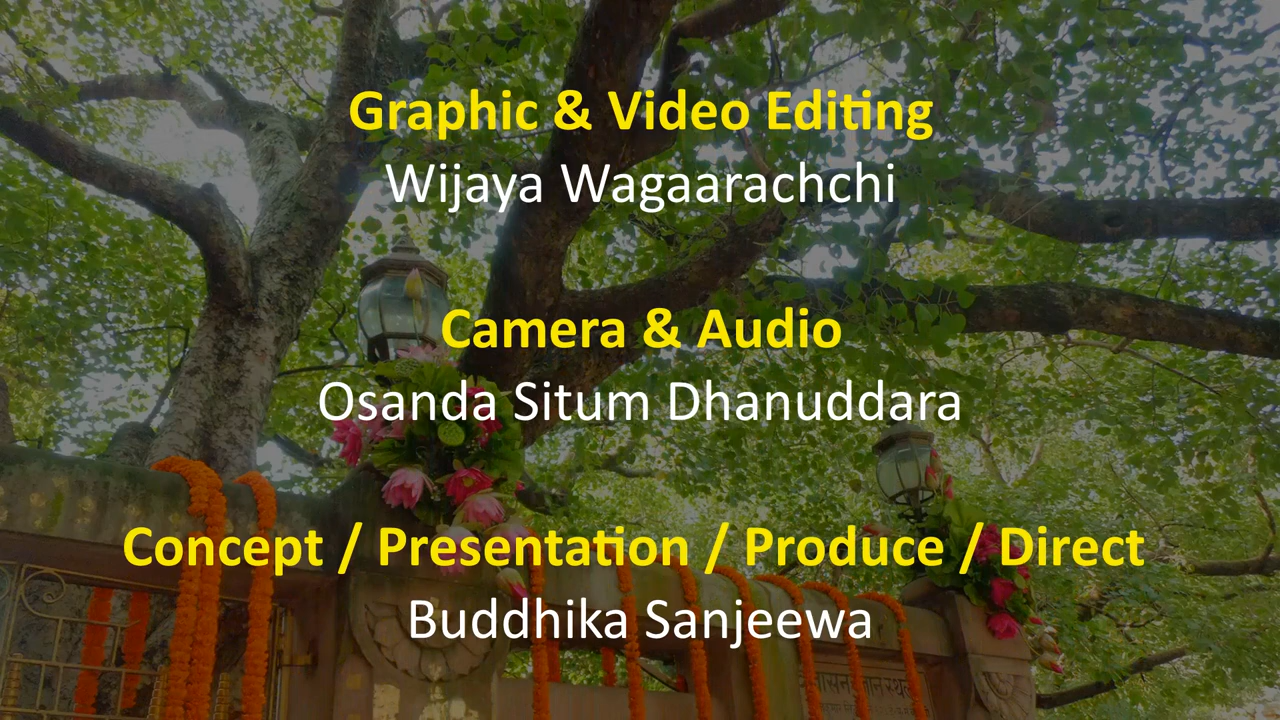 Graphic & Video Editing
Wijaya Wagaarachchi
Camera & Audio
Osanda Situm Dhanuddara
Concept / Presentation / Produce / Direct
Buddhika Sanjeewa